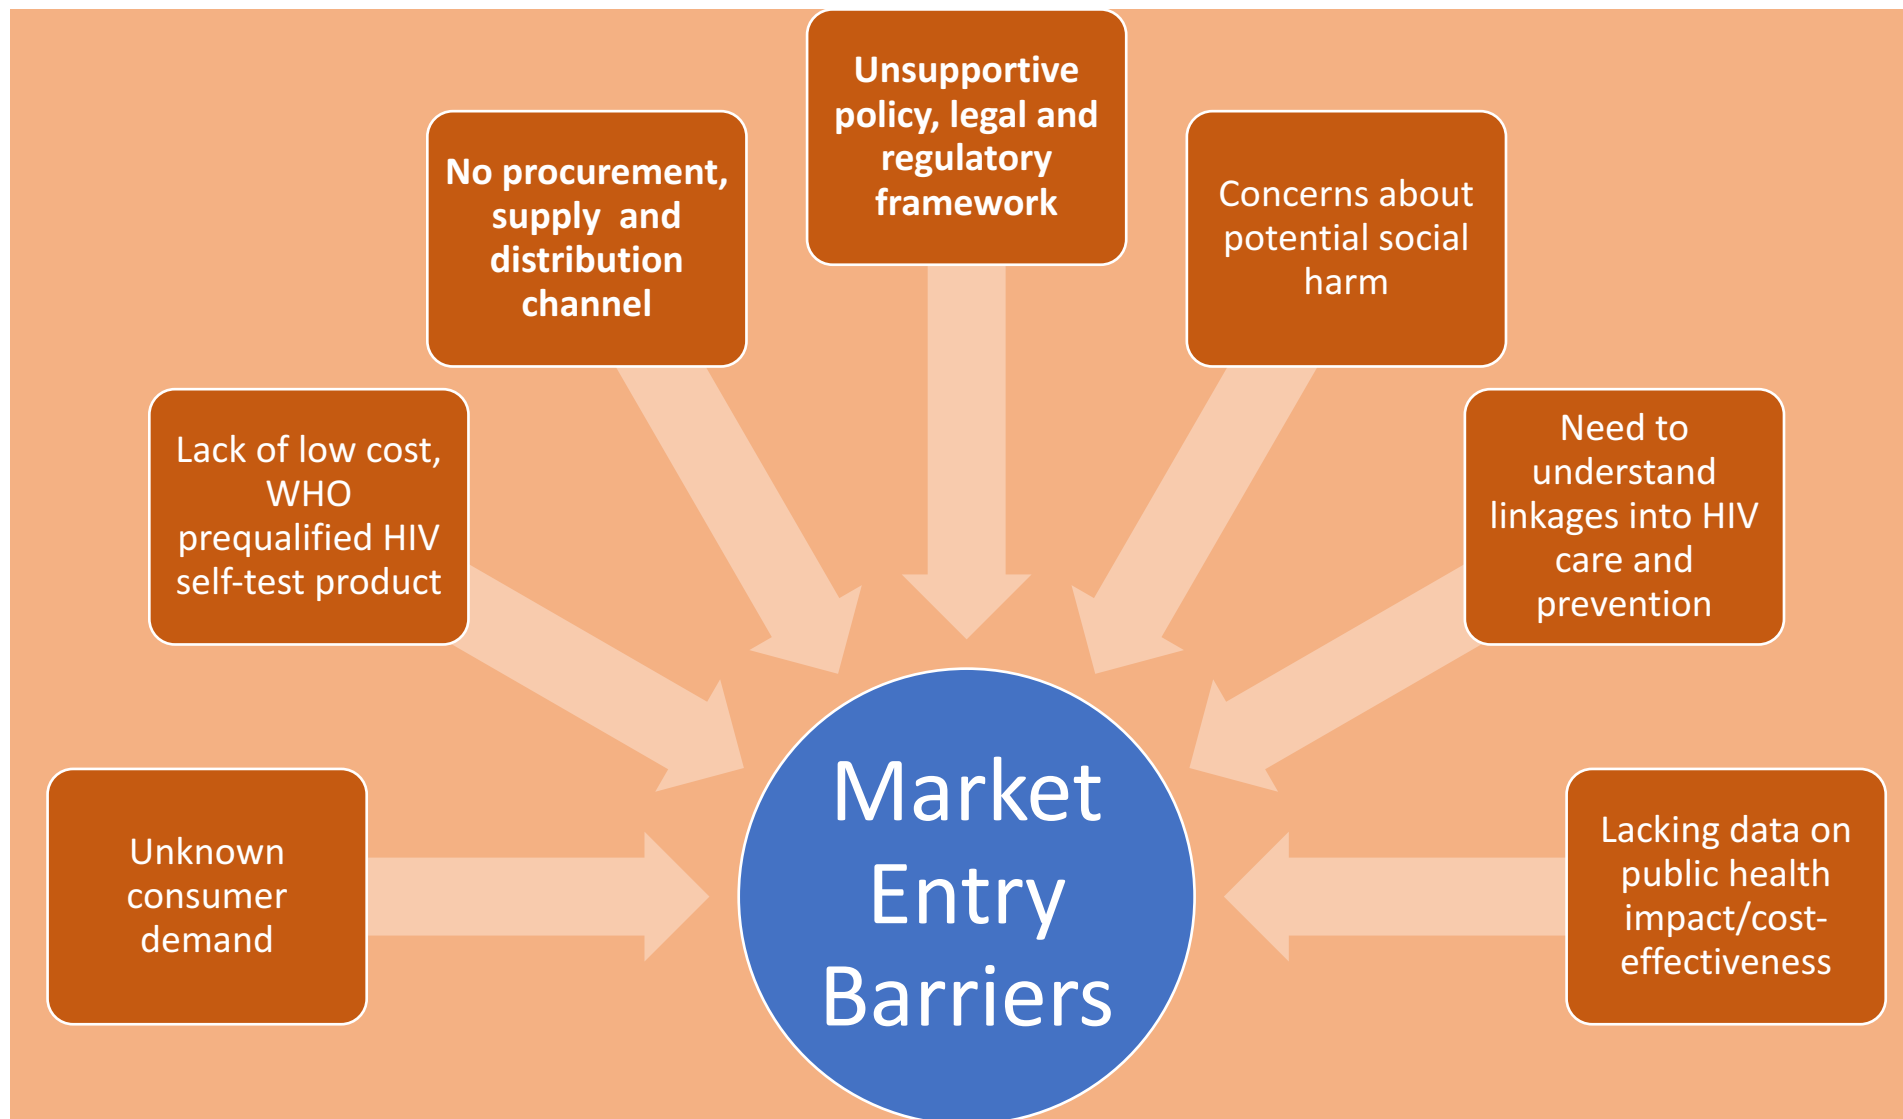 Unsupportive
policy, legal and
regulatory
framework
No procurement,
supply  and
distribution
channel
Concerns about
potential social
harm
Lack of low cost,
WHO
prequalified HIV
self-test product
Need to
understand
linkages into HIV
care and
prevention
Unknown
consumer
demand
Market
Entry
Barriers
Lacking data on
public health
impact/cost-
effectiveness